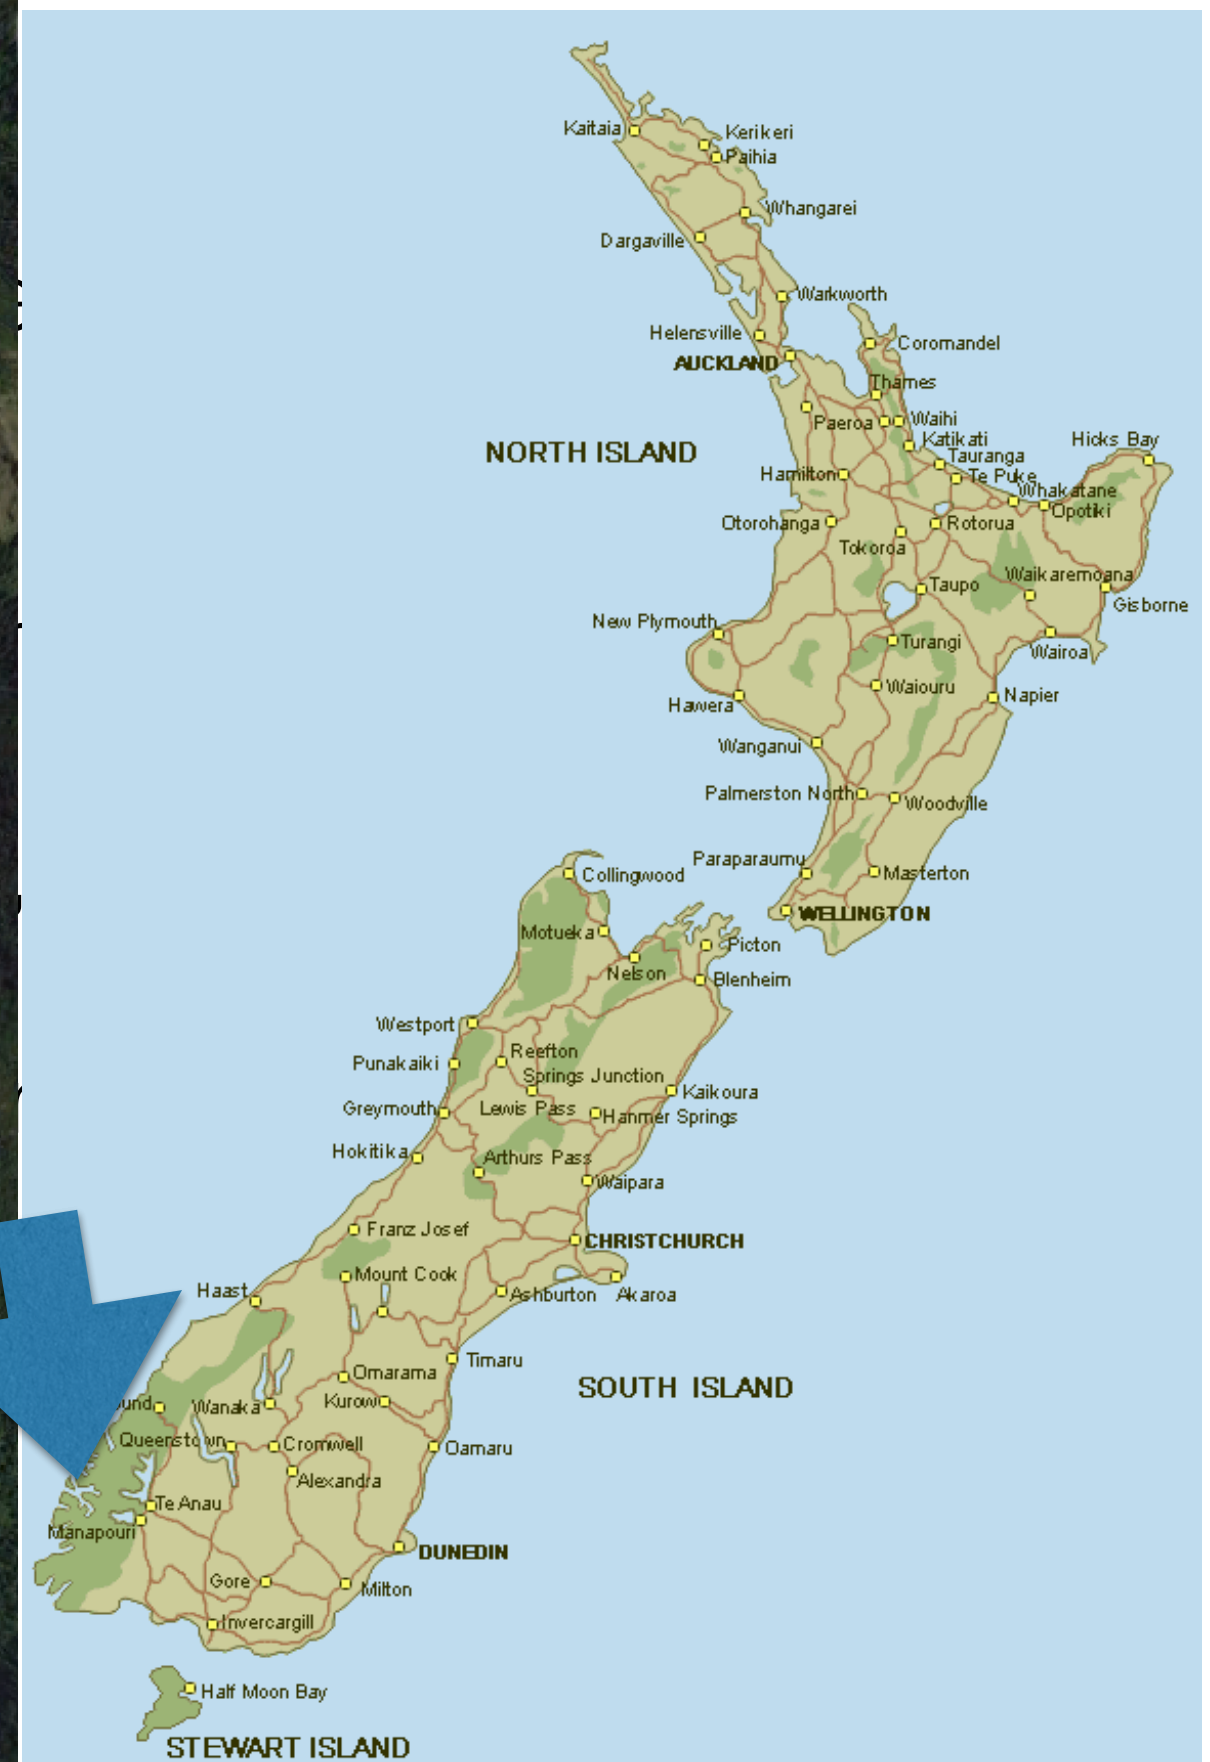 Kaitaia
Kerikeri
Paihia
Whangarei
Dargaville
Warkworth
Helensville
Coromandel
AUCKLAND
Thames
Paeroa
Waihi
Katikati
Hicks Bay
NORTH ISLAND
Tauranga
Hamilton
Te Puke
Whakatane
Opotiki
Otorohanga
Rotorua
Tokoroa
Waikaremoana
Taupo
Gisborne
New Plymouth
Turangi
Wairoa
Waiouru
Napier
Hawera
Wanganui
Palmerston North
Woodville
Paraparaumu
Collingwood
Masterton
WELLINGTON
Motueka
Picton
Nelson
Blenheim
Westport
Reefton
Punakaiki
Springs Junction
Kaikoura
Greymouth
Lewis Pass
Hanmer Springs
Hokitika
Arthurs Pass
Waipara
Franz Josef
CHRISTCHURCH
Mount Cook
Haast
Ashburton
Akaroa
Timaru
Omarama
SOUTH ISLAND
ound
Wanaka
Kurow
Queenstown
Cromwell
Oamaru
Alexandra
Te Anau
Manapouri
DUNEDIN
Gore
Milton
Invercargill
Half Moon Bay
STEWART ISLAND